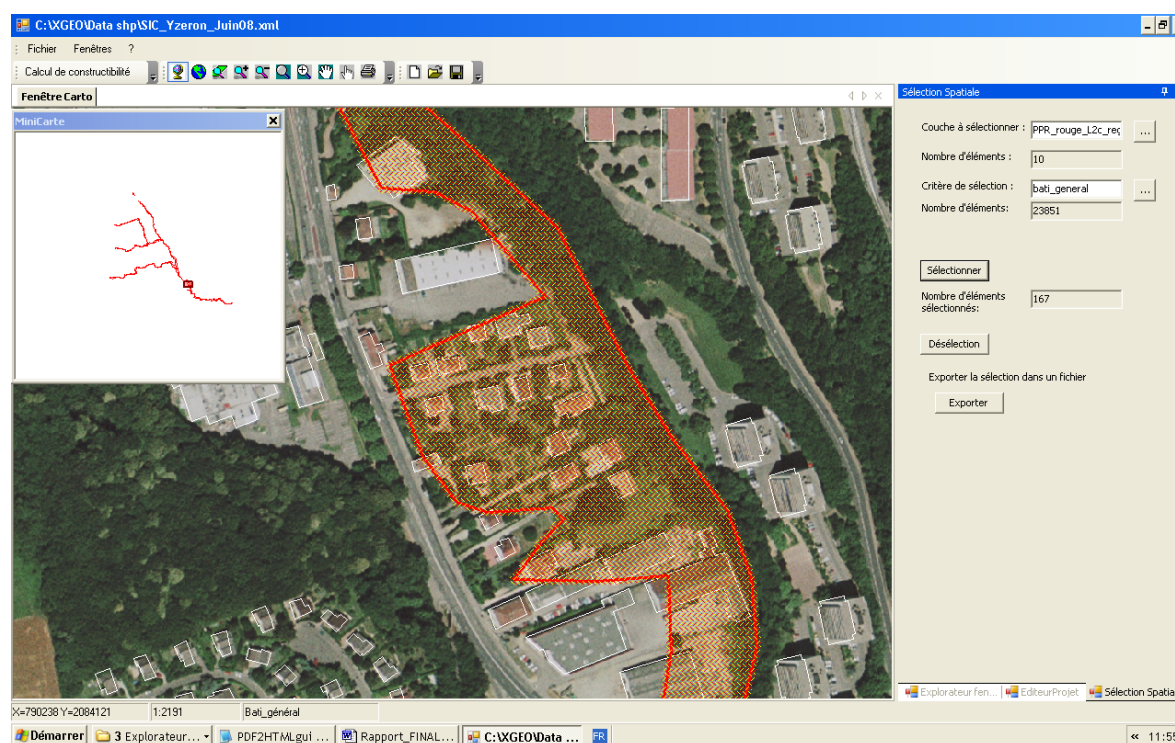 C:\XGEO\Data shp\SIC_Yzeron_Juin08.xml
Fichier Fenêtres ?
Calcul de constructibilité
Fenêtre Carto
MiniCarte
Sélection Spatiale
Couche à sélectionner : PPR_rouge_L2c_reg ...
Nombre d'éléments : 10
Critère de sélection : bati_general ...
Nombre d'éléments: 23851
Sélectionner
Nombre d'éléments
sélectionnés: 167
Désélection
Exporter la sélection dans un fichier
Exporter
Explorateur fen... EditeurProjet Sélection Spatia
X=790238 Y=2084121 1:2191 Bati_général
Démarrer 3 Explorateur... PDF2HTMLgui ... Rapport_FINAL... C:\XGEO\Data ... FR « 11:5